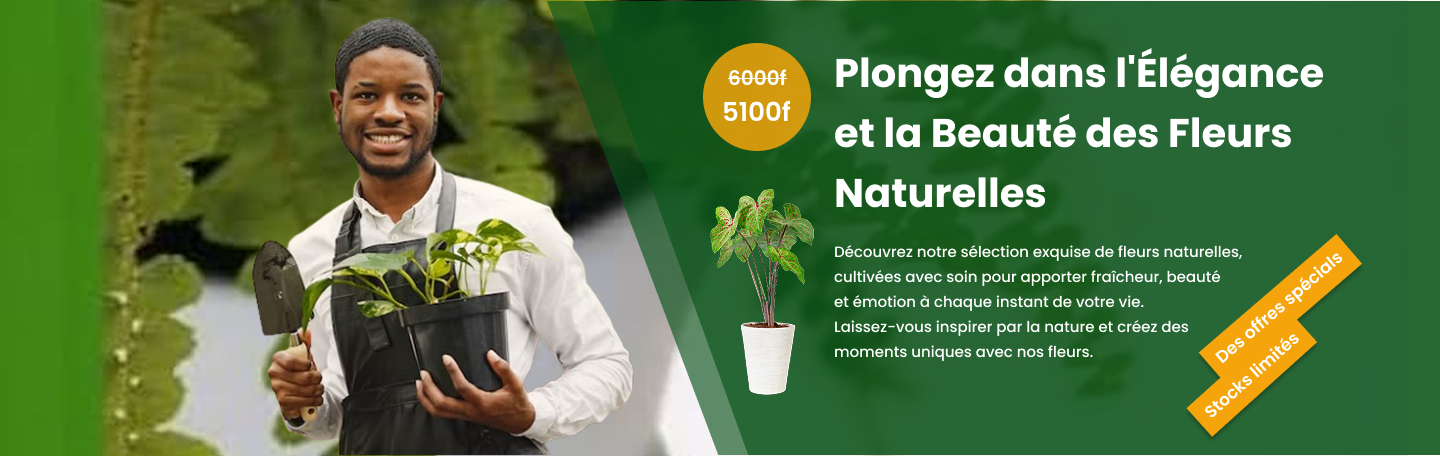 6000f
5100f
Plongez dans l'Élégance
et la Beauté des Fleurs
Naturelles
Découvrez notre sélection exquise de fleurs naturelles,
cultivées avec soin pour apporter fraîcheur, beauté
et émotion à chaque instant de votre vie.
Laissez-vous inspirer par la nature et créez des
moments uniques avec nos fleurs.
Des offres spécials
Stocks limités